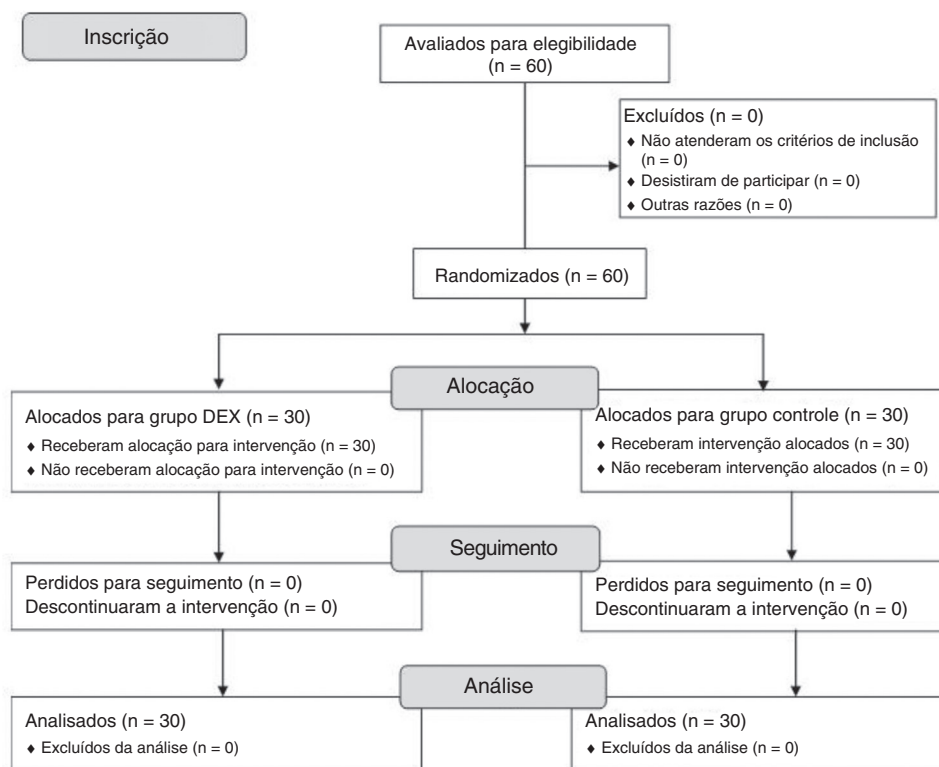 Inscrição
Avaliados para elegibilidade
(n = 60)
Excluídos (n = 0)
♦ Não atenderam os critérios de inclusão
(n = 0)
♦ Desistiram de participar (n = 0)
♦ Outras razões (n = 0)
Randomizados (n = 60)
Alocação
Alocados para grupo DEX (n = 30)
♦ Receberam alocação para intervenção (n = 30)
♦ Não receberam alocação para intervenção (n = 0)
Alocados para grupo controle (n = 30)
♦ Receberam intervenção alocados (n = 30)
♦ Não receberam intervenção alocados (n = 0)
Seguimento
Perdidos para seguimento (n = 0)
Descontinuaram a intervenção (n = 0)
Perdidos para seguimento (n = 0)
Descontinuaram a intervenção (n = 0)
Análise
Analisados (n = 30)
♦ Excluídos da análise (n = 0)
Analisados (n = 30)
♦ Excluídos da análise (n = 0)